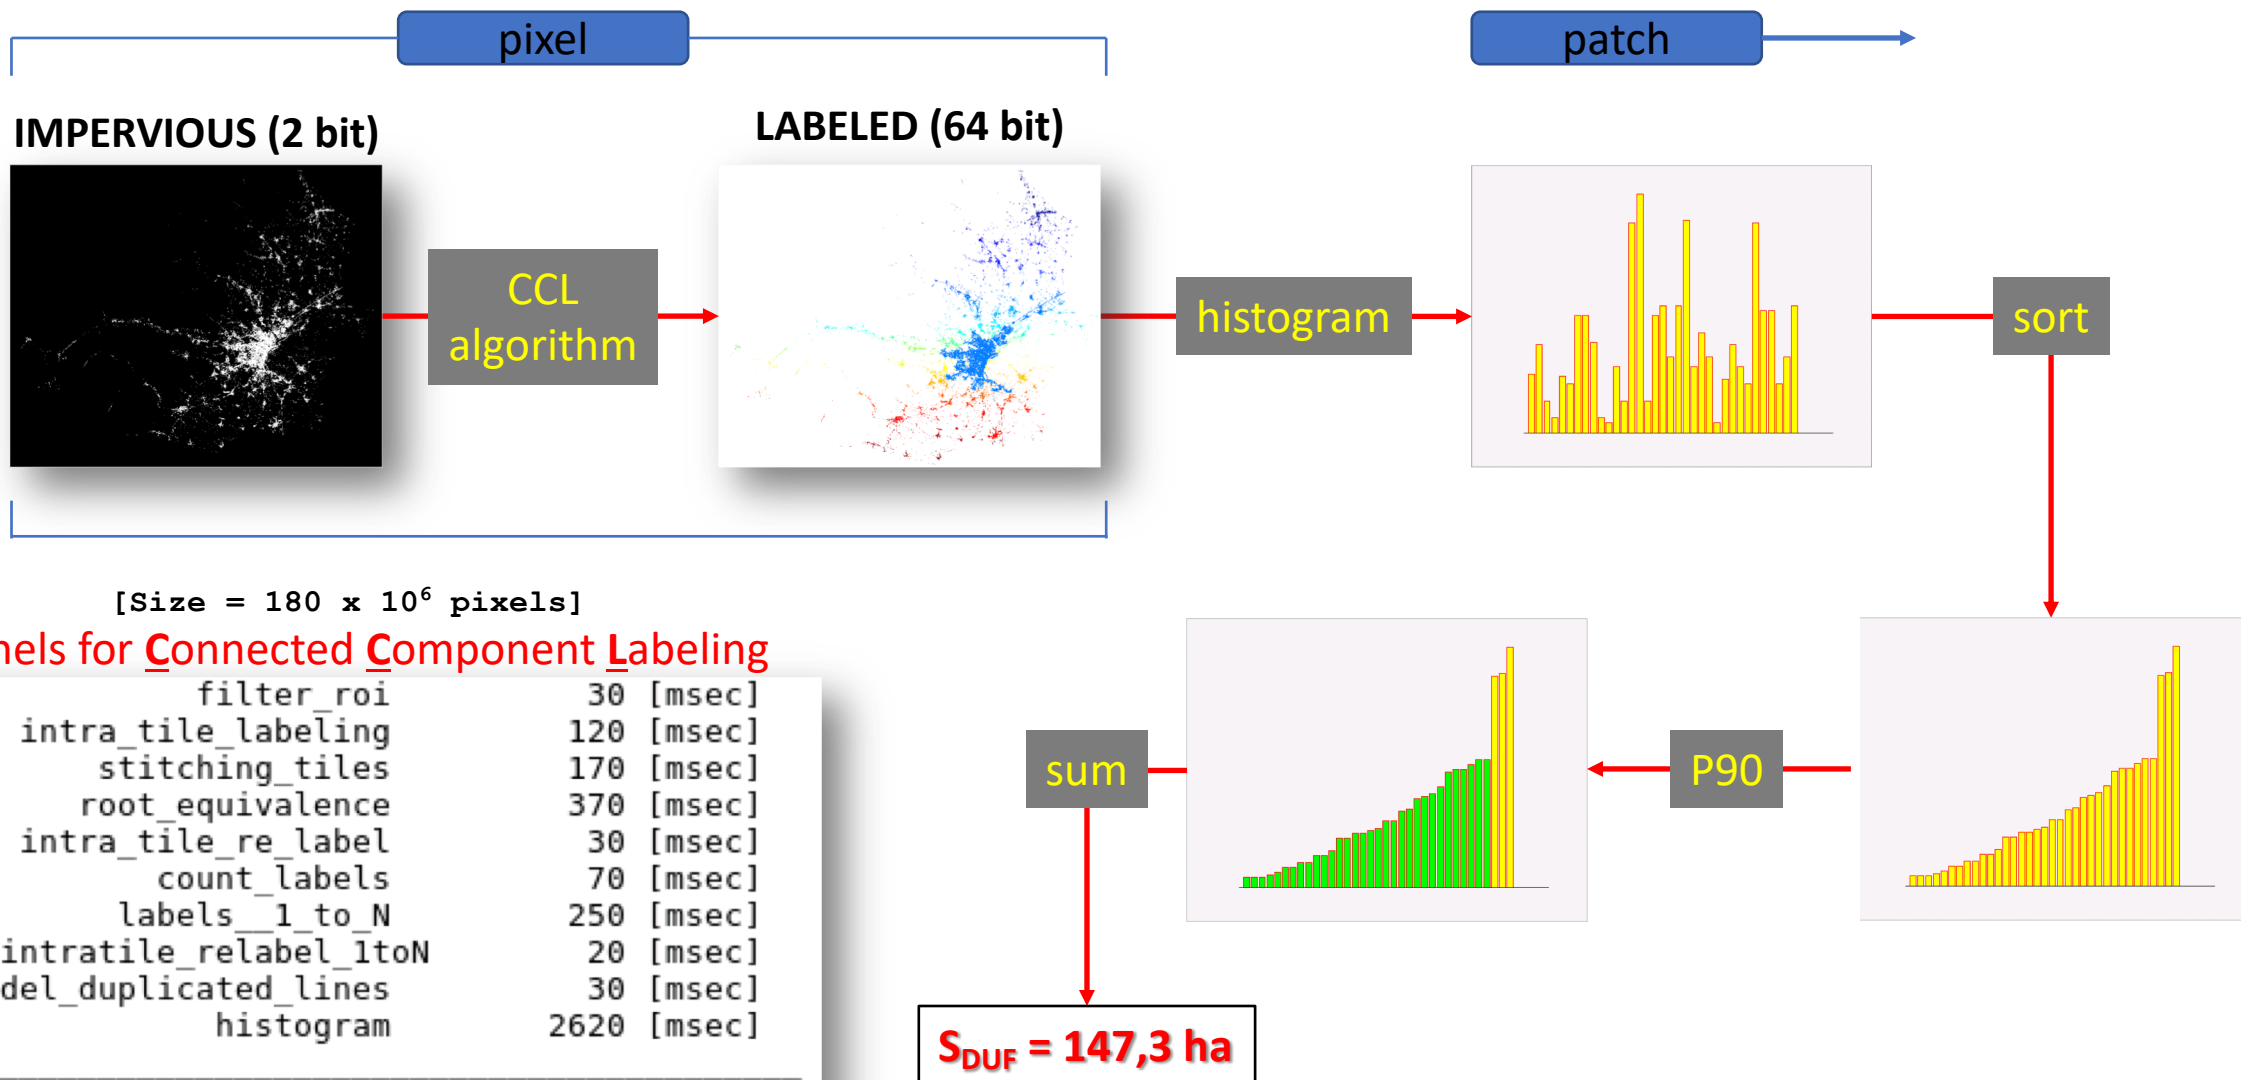 pixel
patch
IMPERVIOUS (2 bit)
LABELED (64 bit)
CCL
algorithm
histogram
sort
[Size = 180 x 10⁶ pixels]
for Connected Component Labeling
filter_roi 30 [msec]
intra_tile_labeling 120 [msec]
stitching_tiles 170 [msec]
root_equivalence 370 [msec]
intra_tile_re_label 30 [msec]
count_labels 70 [msec]
labels__1_to_N 250 [msec]
intratile_relabel_1toN 20 [msec]
del_duplicated_lines 30 [msec]
histogram 2620 [msec]
sum
P90
S_DUF = 147,3 ha